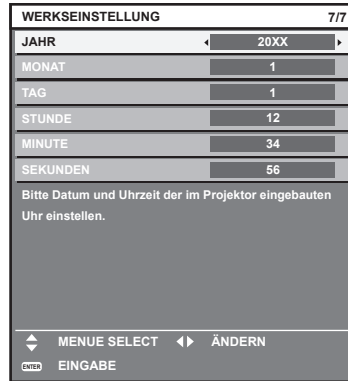 WERKSEINSTELLUNG 7/7
JAHR 20XX
MONAT 1
TAG 1
STUNDE 12
MINUTE 34
SEKUNDEN 56
Bitte Datum und Uhrzeit der im Projektor eingebauten
Uhr einstellen.
MENUE SELECT ÄNDERN
ENTER EINGABE